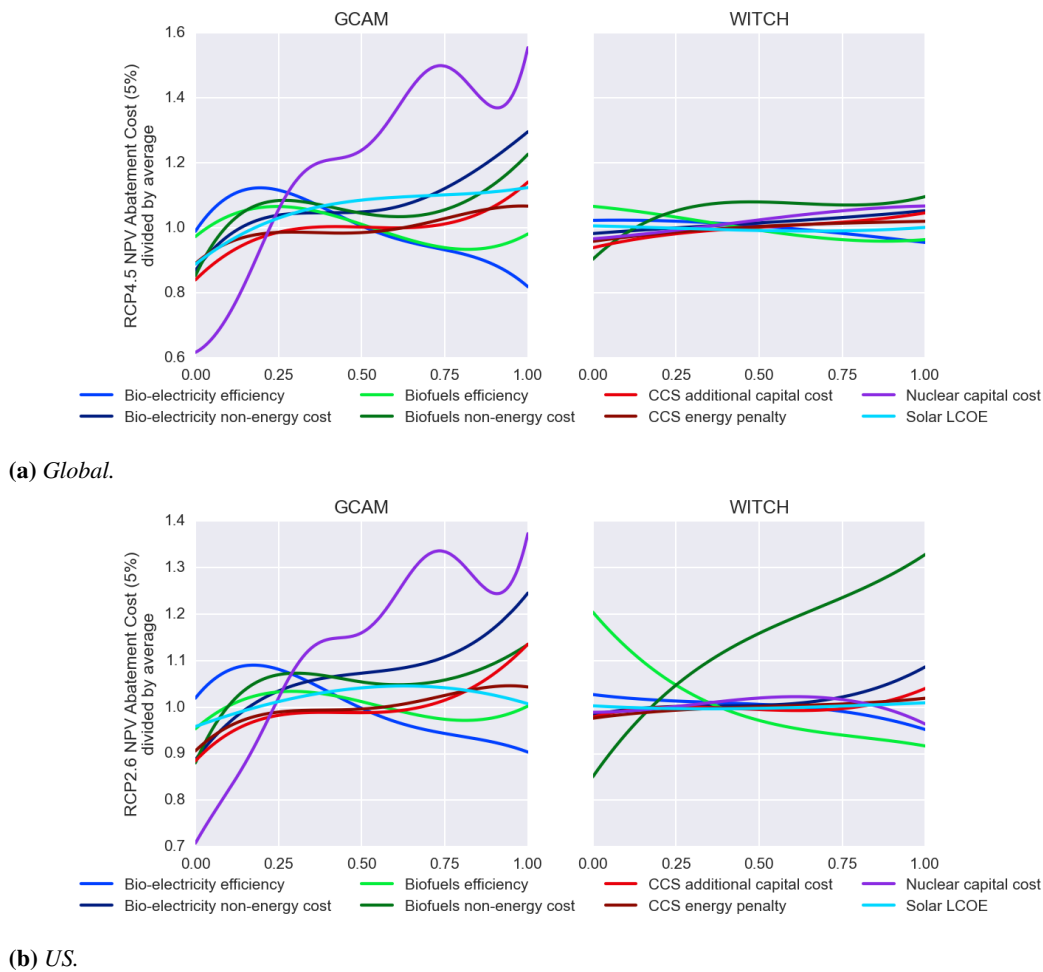 GCAM WITCH
RCP4.5 NPV Abatement Cost (5%)
divided by average
1.6
1.4
1.2
1.0
0.8
0.6
0.00 0.25 0.50 0.75 1.00 0.00 0.25 0.50 0.75 1.00
Bio-electricity efficiency Biofuels efficiency CCS additional capital cost Nuclear capital cost
Bio-electricity non-energy cost Biofuels non-energy cost CCS energy penalty Solar LCOE
(a) Global.
GCAM WITCH
RCP2.6 NPV Abatement Cost (5%)
divided by average
1.4
1.3
1.2
1.1
1.0
0.9
0.8
0.7
0.00 0.25 0.50 0.75 1.00 0.00 0.25 0.50 0.75 1.00
Bio-electricity efficiency Biofuels efficiency CCS additional capital cost Nuclear capital cost
Bio-electricity non-energy cost Biofuels non-energy cost CCS energy penalty Solar LCOE
(b) US.